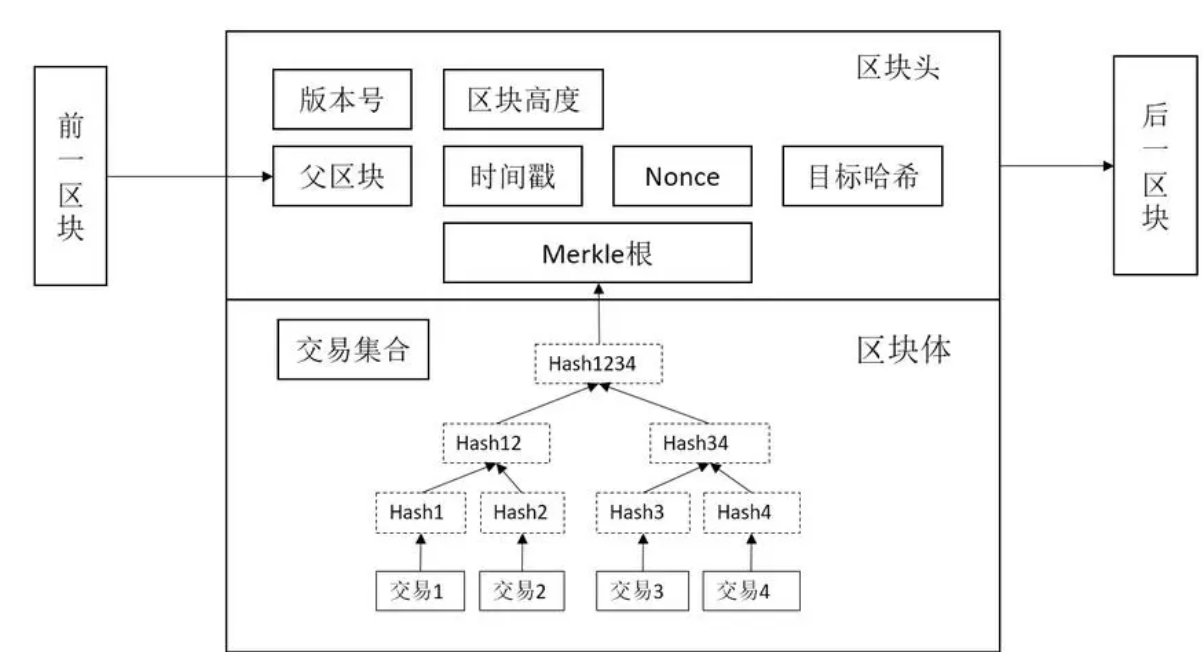 前一区块
区块头
版本号
区块高度
父区块
时间戳
Nonce
目标哈希
Merkle根
后一区块
交易集合
区块体
Hash1234
Hash12
Hash34
Hash1
Hash2
Hash3
Hash4
交易1
交易2
交易3
交易4